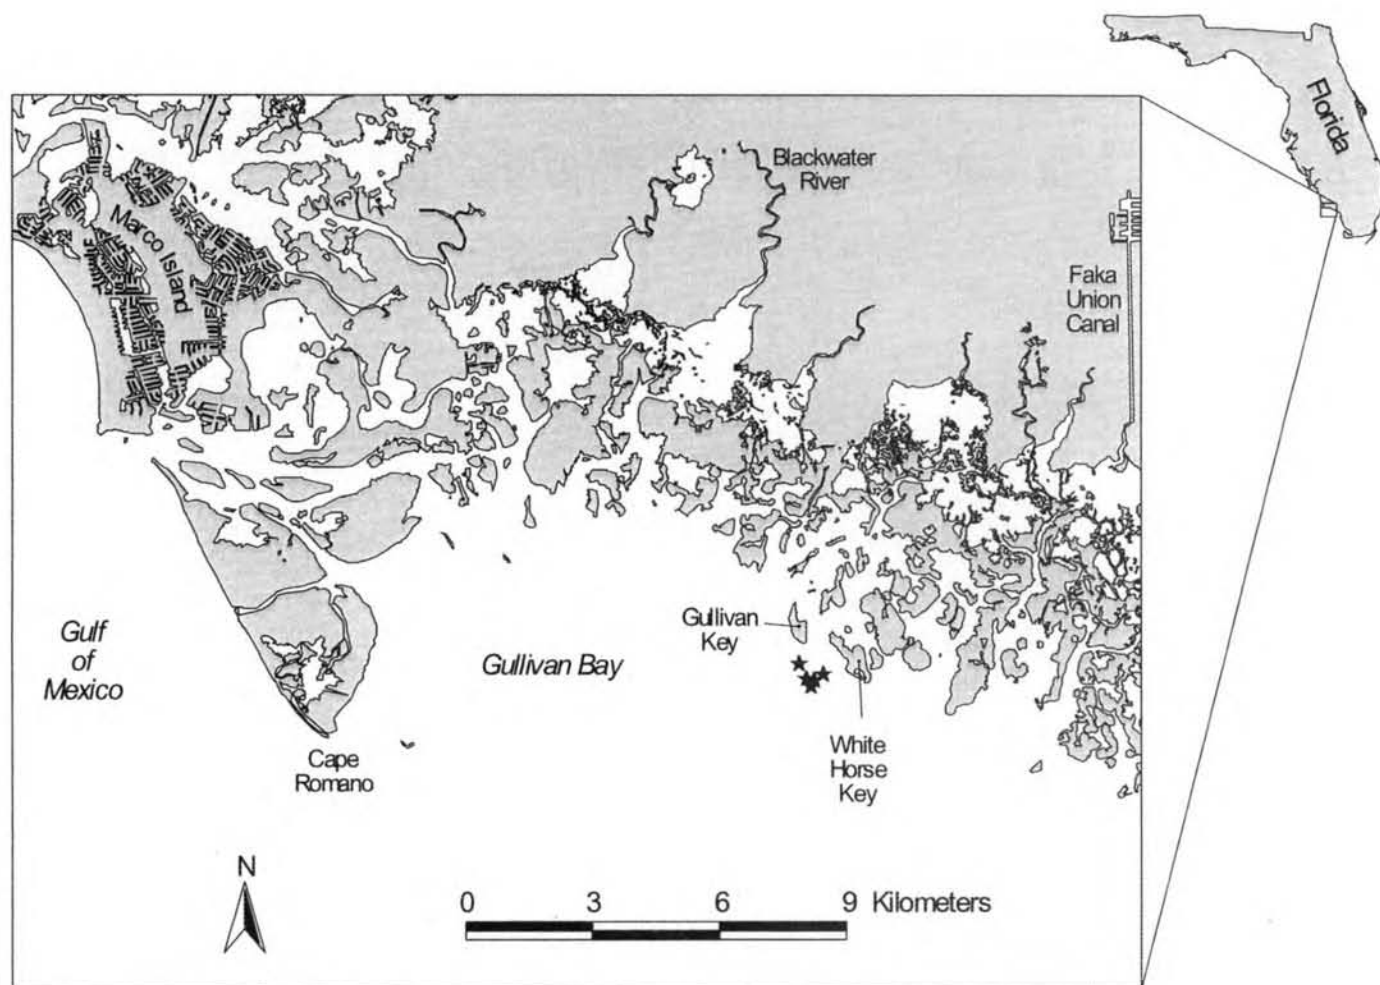 Florida
Blackwater
River
Marco Island
Faka
Union
Canal
Gullivan
Key
Gulf
of
Mexico
Gullivan Bay
White
Horse
Key
Cape
Romano
N
0 3 6 9 Kilometers